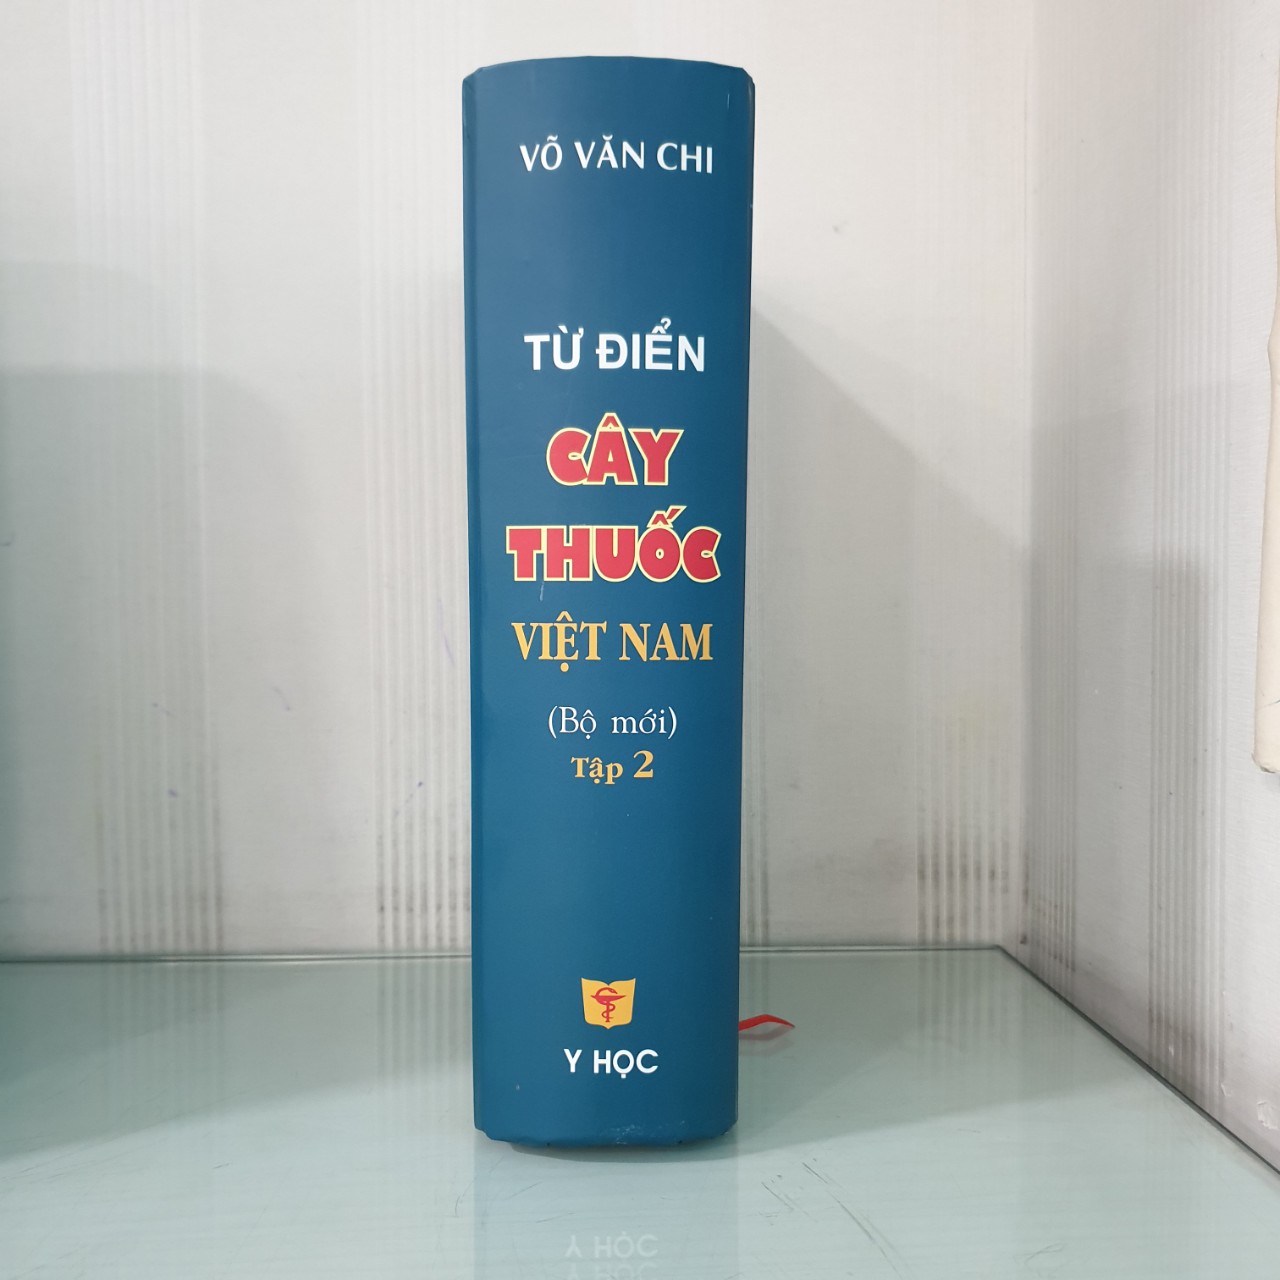 VÕ VĂN CHI
TỪ ĐIỂN
CÂY
THUỐC
VIỆT NAM
(Bộ mới)
Tập 2
Y HỌC